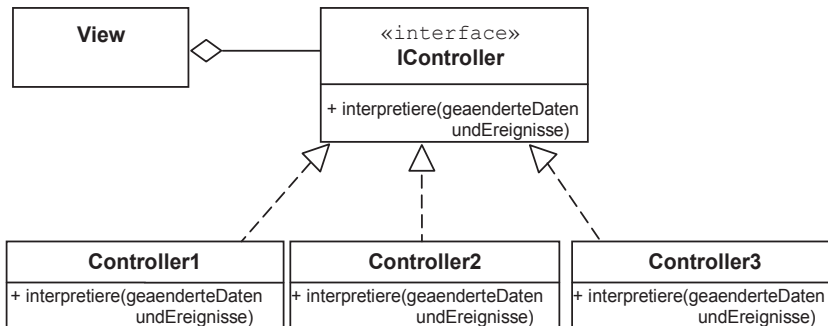 View
«interface»
IController
+ interpretiere(geaenderteDaten
undEreignisse)
Controller1
+ interpretiere(geaenderteDaten
undEreignisse)
Controller2
+ interpretiere(geaenderteDaten
undEreignisse)
Controller3
+ interpretiere(geaenderteDaten
undEreignisse)